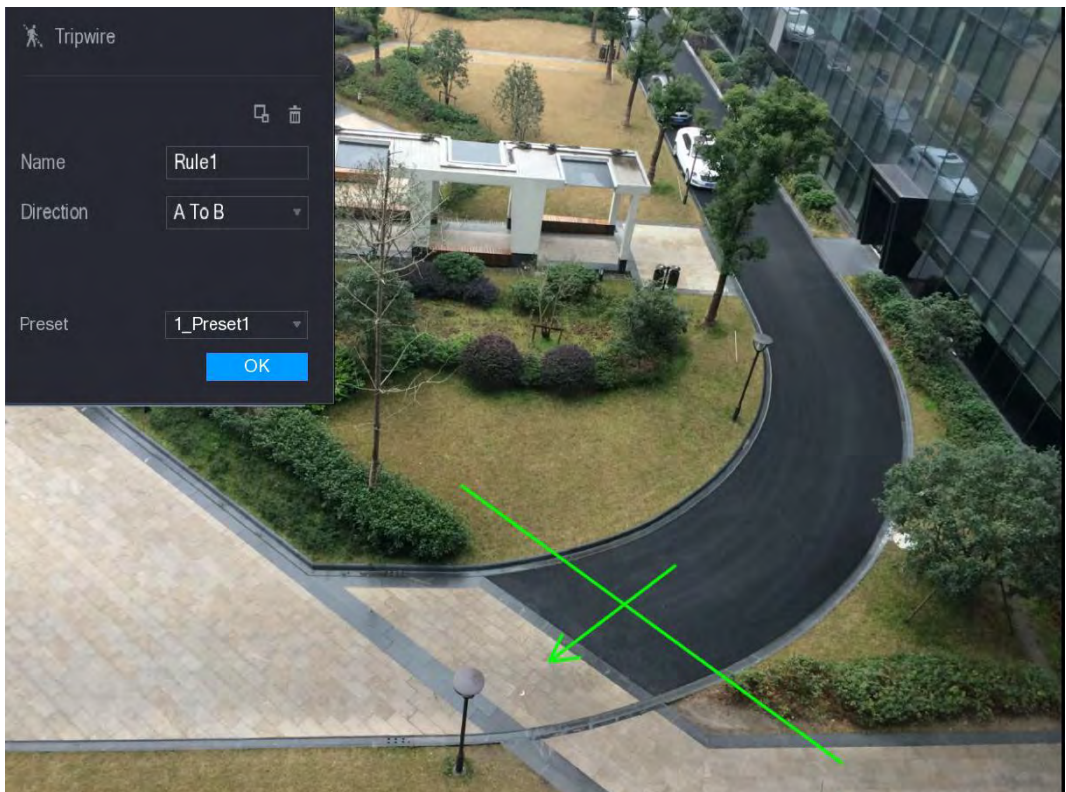 Tripwire
Name Rule1
Direction A To B
Preset 1_Preset1
OK